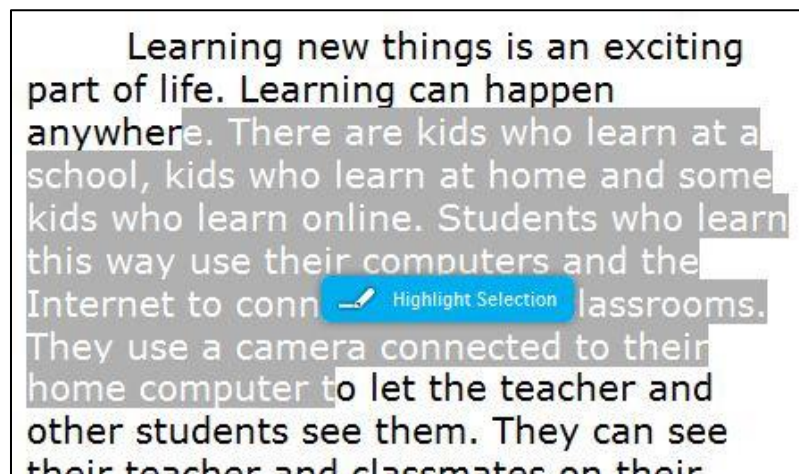 Learning new things is an exciting
part of life. Learning can happen
anywhere. There are kids who learn at a
school, kids who learn at home and some
kids who learn online. Students who learn
this way use their computers and the
Internet to conn Highlight Selection lassrooms.
They use a camera connected to their
home computer to let the teacher and
other students see them. They can see
their teacher and classmates on their